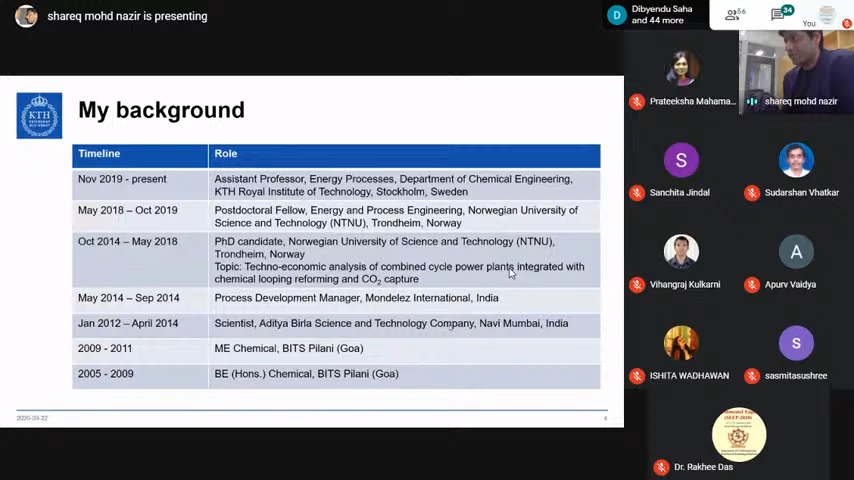 shareq mohd nazir is presenting
D
Dibyendu Saha
and 44 more
56
34
You
KTH
My background
Timeline
Role
Nov 2019 - present
Assistant Professor, Energy Processes, Department of Chemical Engineering,
KTH Royal Institute of Technology, Stockholm, Sweden
May 2018 – Oct 2019
Postdoctoral Fellow, Energy and Process Engineering, Norwegian University of
Science and Technology (NTNU), Trondheim, Norway
Oct 2014 – May 2018
PhD candidate, Norwegian University of Science and Technology (NTNU),
Trondheim, Norway
Topic: Techno-economic analysis of combined cycle power plants integrated with
chemical looping reforming and CO2 capture
May 2014 – Sep 2014
Process Development Manager, Mondelez International, India
Jan 2012 – April 2014
Scientist, Aditya Birla Science and Technology Company, Navi Mumbai, India
2009 - 2011
ME Chemical, BITS Pilani (Goa)
2005 - 2009
BE (Hons.) Chemical, BITS Pilani (Goa)
2020-09-22
4
Prateeksha Mahama...
shareq mohd nazir
S
Sanchita Jindal
Sudarshan Vhatkar
Vihangraj Kulkarni
A
Apurv Vaidya
ISHITA WADHAWAN
S
sasmitasushree
Dr. Rakhee Das